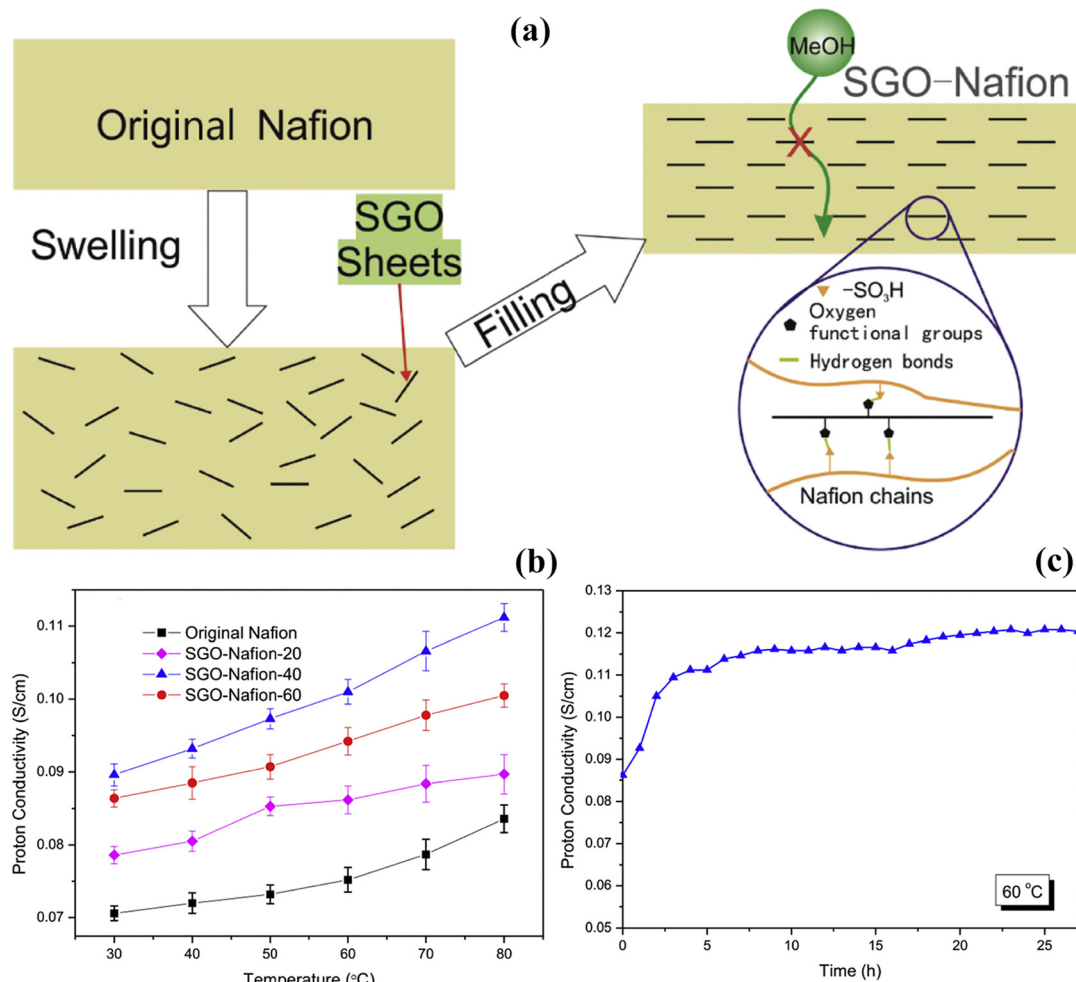 (a)
Original Nafion
Swelling
SGO
Sheets
Filling
MeOH
SGO-Nafion
-SO₃H
Oxygen
functional groups
Hydrogen bonds
Nafion chains
(b)
Original Nafion
SGO-Nafion-20
SGO-Nafion-40
SGO-Nafion-60
Proton Conductivity (S/cm)
0.11
0.10
0.09
0.08
0.07
30 40 50 60 70 80
Temperature (°C)
(c)
Proton Conductivity (S/cm)
0.13
0.12
0.11
0.10
0.09
0.08
0.07
0.06
0.05
60 °C
0 5 10 15 20 25
Time (h)